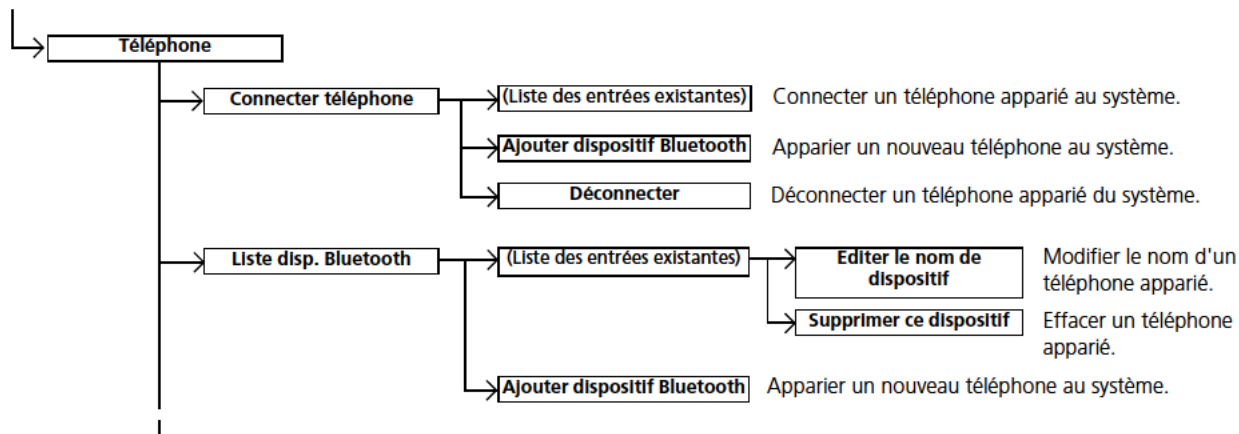 Téléphone
Connecter téléphone
(Liste des entrées existantes)
Connecter un téléphone apparié au système.
Ajouter dispositif Bluetooth
Apparier un nouveau téléphone au système.
Déconnecter
Déconnecter un téléphone apparié du système.
Liste disp. Bluetooth
(Liste des entrées existantes)
Editer le nom de
dispositif
Modifier le nom d'un
téléphone apparié.
Supprimer ce dispositif
Effacer un téléphone
apparié.
Ajouter dispositif Bluetooth
Apparier un nouveau téléphone au système.